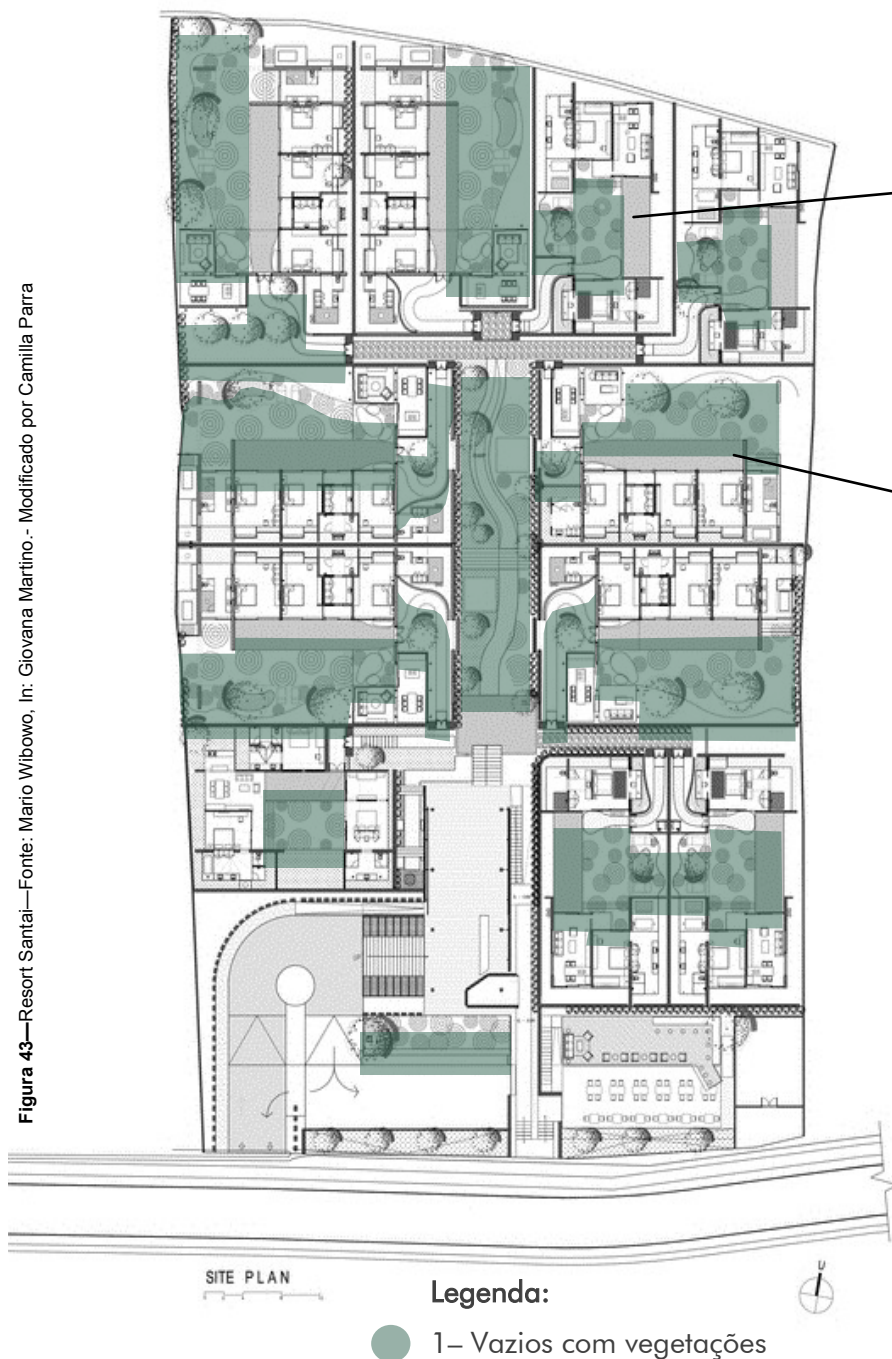 Figura 43—Resort Santai—Fonte: Mario Wibowo, In: Giovana Martino.- Modificado por Camilla Parra
SITE PLAN
U
Legenda:
1– Vazios com vegetações